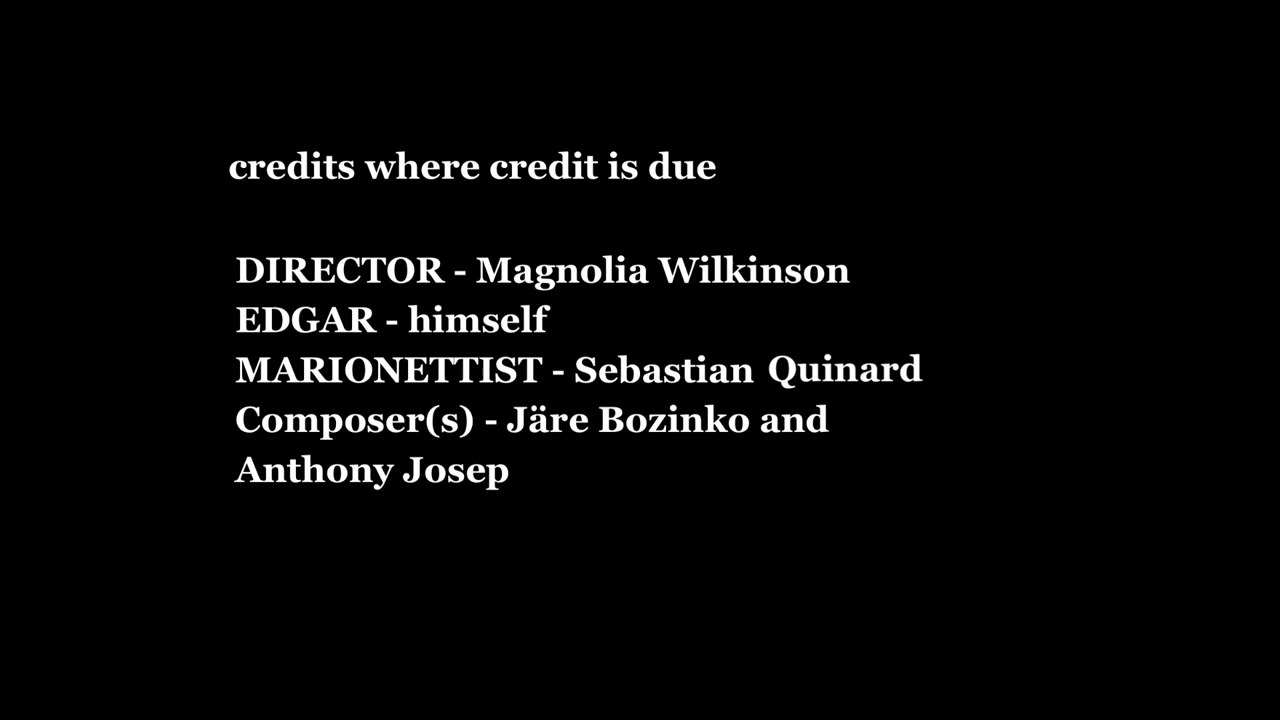 credits where credit is due
DIRECTOR - Magnolia Wilkinson
EDGAR - himself
MARIONETTIST - Sebastian Quinard
Composer(s) - Järe Bozinko and
Anthony Josep